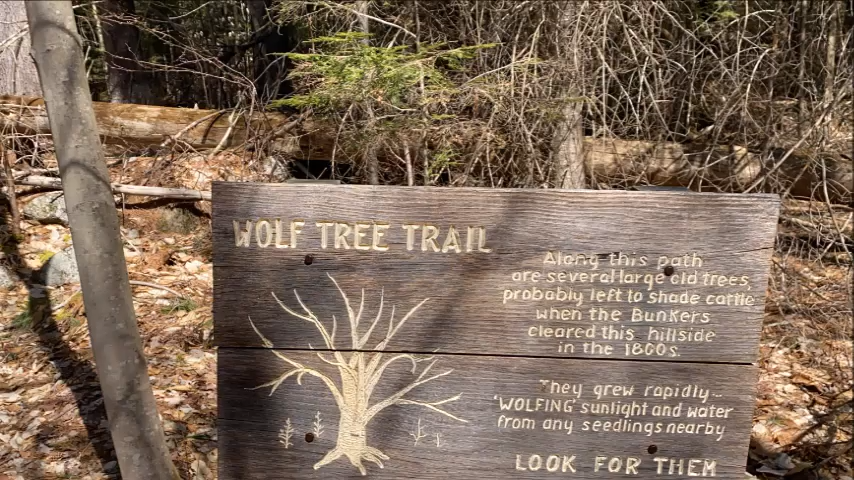 WOLF TREE TRAIL
Along this path
are several large old trees,
probably left to shade cattle
when the Bunkers
cleared this hillside
in the 1800s.
They grew rapidly...
'WOLFING' sunlight and water
from any seedlings nearby
LOOK FOR THEM